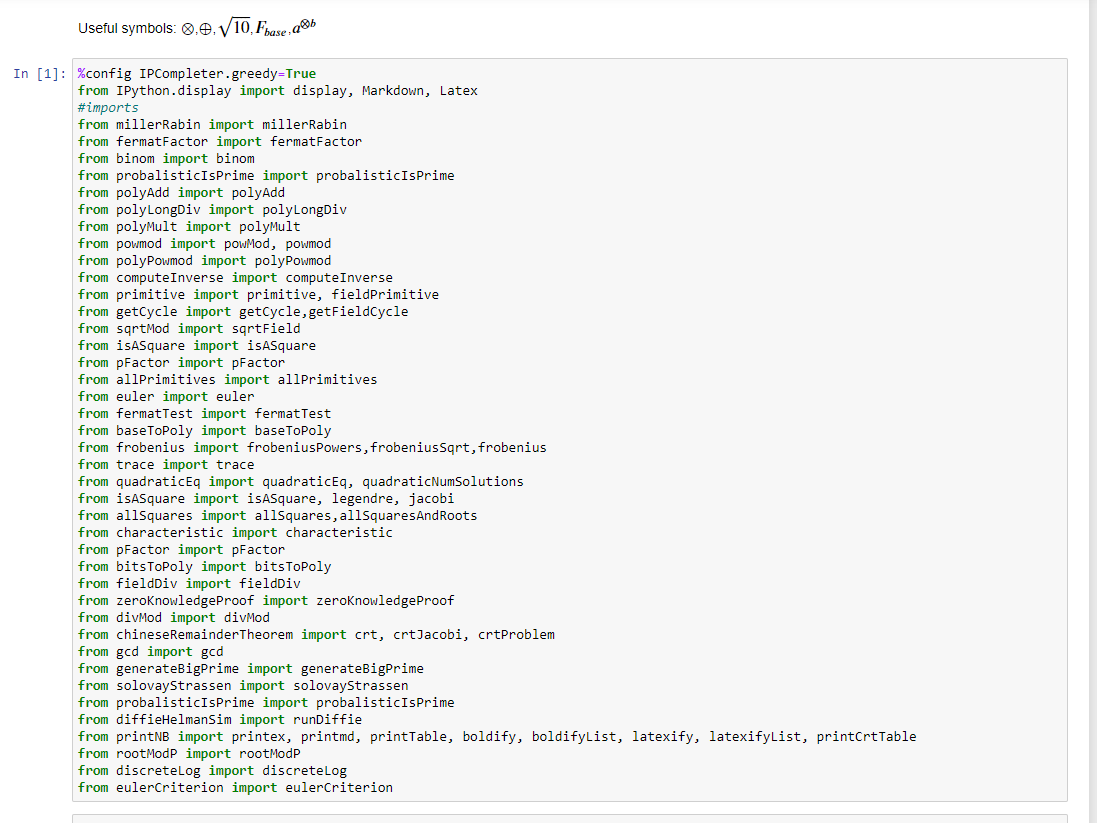 Useful symbols: ⊗,⊕,√10,F_base,a^⊗b
In [1]: %config IPCompleter.greedy=True
from IPython.display import display, Markdown, Latex
#imports
from millerRabin import millerRabin
from fermatFactor import fermatFactor
from binom import binom
from probalisticIsPrime import probalisticIsPrime
from polyAdd import polyAdd
from polyLongDiv import polyLongDiv
from polyMult import polyMult
from powmod import powMod, powmod
from polyPowmod import polyPowmod
from computeInverse import computeInverse
from primitive import primitive, fieldPrimitive
from getCycle import getCycle,getFieldCycle
from sqrtMod import sqrtField
from isASquare import isASquare
from pFactor import pFactor
from allPrimitives import allPrimitives
from euler import euler
from fermatTest import fermatTest
from baseToPoly import baseToPoly
from frobenius import frobeniusPowers,frobeniusSqrt,frobenius
from trace import trace
from quadraticEq import quadraticEq, quadraticNumSolutions
from isASquare import isASquare, legendre, jacobi
from allSquares import allSquares,allSquaresAndRoots
from characteristic import characteristic
from pFactor import pFactor
from bitsToPoly import bitsToPoly
from fieldDiv import fieldDiv
from zeroKnowledgeProof import zeroKnowledgeProof
from divMod import divMod
from chineseRemainderTheorem import crt, crtJacobi, crtProblem
from gcd import gcd
from generateBigPrime import generateBigPrime
from solovayStrassen import solovayStrassen
from probalisticIsPrime import probalisticIsPrime
from diffieHelmanSim import runDiffie
from printNB import printex, printmd, printTable, boldify, boldifyList, latexify, latexifyList, printCrtTable
from rootModP import rootModP
from discreteLog import discreteLog
from eulerCriterion import eulerCriterion